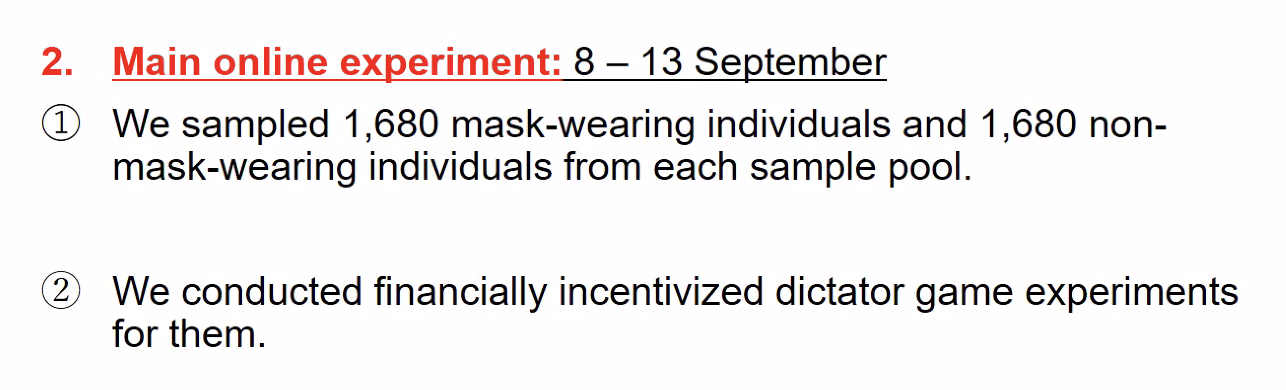 2. Main online experiment: 8 – 13 September
① We sampled 1,680 mask-wearing individuals and 1,680 non-
mask-wearing individuals from each sample pool.
② We conducted financially incentivized dictator game experiments
for them.